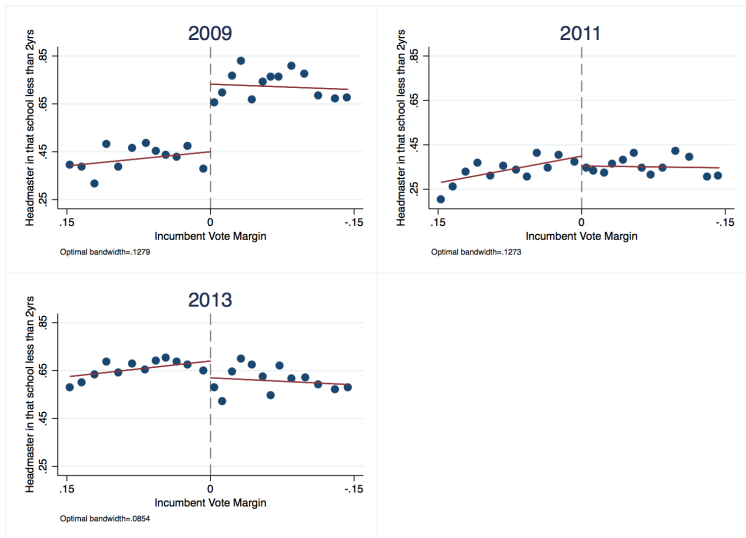 2009
Headmaster in that school less than 2yrs
.85
.65
.45
.25
.15
0
-.15
Incumbent Vote Margin
Optimal bandwidth=.1279
2011
Headmaster in that school less than 2yrs
.85
.65
.45
.25
.15
0
-.15
Incumbent Vote Margin
Optimal bandwidth=.1273
2013
Headmaster in that school less than 2yrs
.85
.65
.45
.25
.15
0
-.15
Incumbent Vote Margin
Optimal bandwidth=.0854